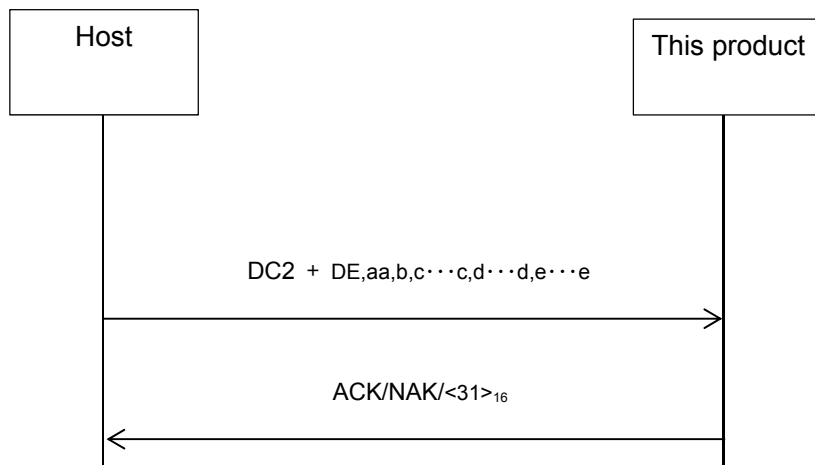 Host
This product
DC2 + DE,aa,b,c・・・c,d・・・d,e・・・e
ACK/NAK/<31>₁₆